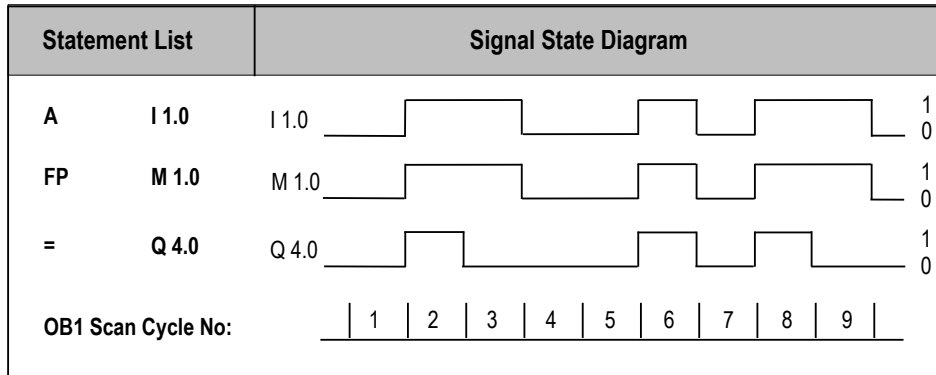 Statement List Signal State Diagram
A I 1.0 I 1.0 1
0
FP M 1.0 M 1.0 1
0
= Q 4.0 Q 4.0 1
0
OB1 Scan Cycle No: 1 2 3 4 5 6 7 8 9